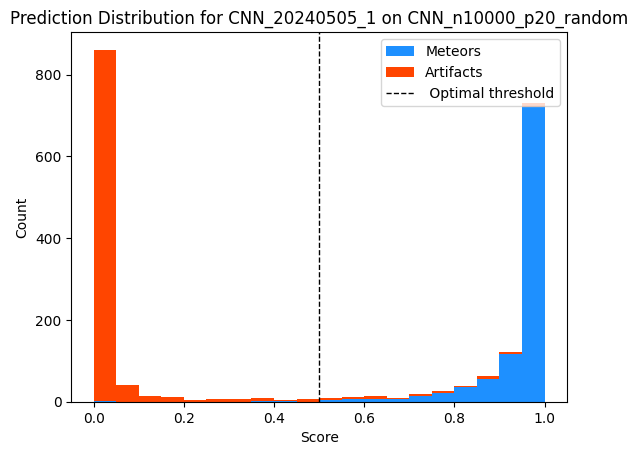 Prediction Distribution for CNN_20240505_1 on CNN_n10000_p20_random
Meteors
Artifacts
Optimal threshold
Count
800
600
400
200
0
0.0 0.2 0.4 0.6 0.8 1.0
Score